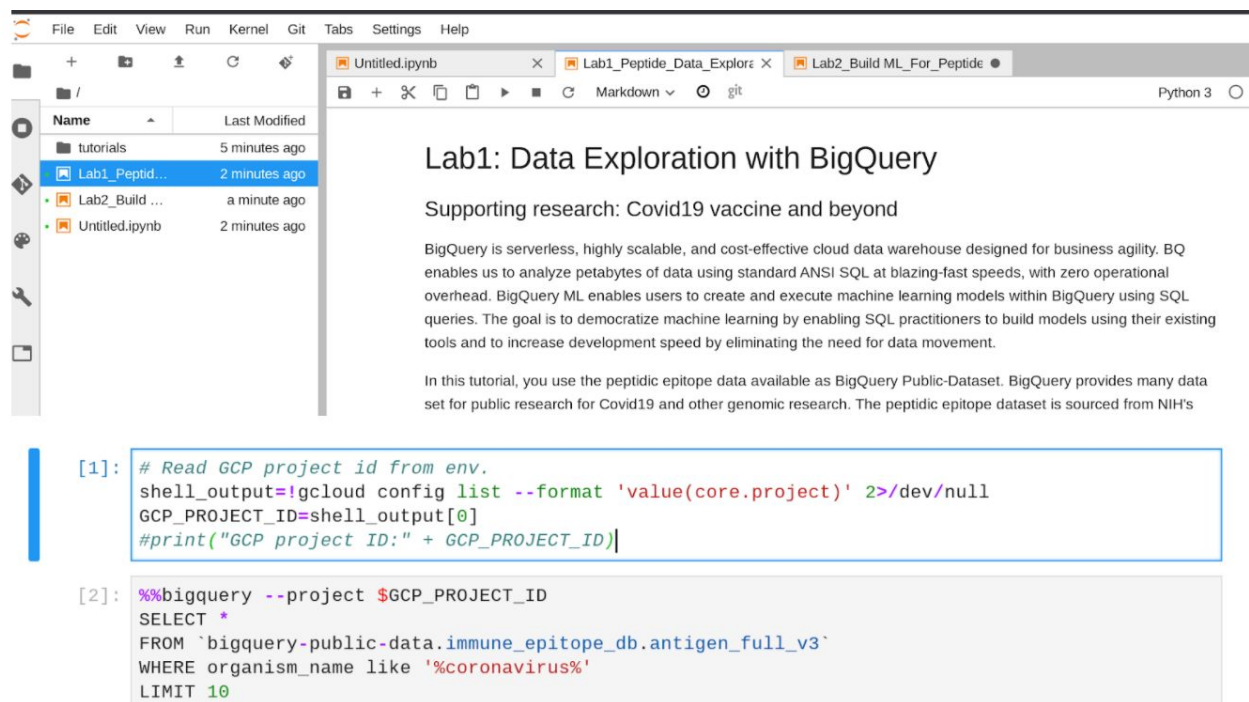 File Edit View Run Kernel Git Tabs Settings Help
Untitled.ipynb
Lab1_Peptide_Data_Explora
Lab2_Build ML_For_Peptide
/
Markdown
git
Python 3
Name Last Modified
tutorials 5 minutes ago
Lab1_Peptid... 2 minutes ago
Lab2_Build ... a minute ago
Untitled.ipynb 2 minutes ago
Lab1: Data Exploration with BigQuery
Supporting research: Covid19 vaccine and beyond
BigQuery is serverless, highly scalable, and cost-effective cloud data warehouse designed for business agility. BQ
enables us to analyze petabytes of data using standard ANSI SQL at blazing-fast speeds, with zero operational
overhead. BigQuery ML enables users to create and execute machine learning models within BigQuery using SQL
queries. The goal is to democratize machine learning by enabling SQL practitioners to build models using their existing
tools and to increase development speed by eliminating the need for data movement.
In this tutorial, you use the peptidic epitope data available as BigQuery Public-Dataset. BigQuery provides many data
set for public research for Covid19 and other genomic research. The peptidic epitope dataset is sourced from NIH's
[1]: # Read GCP project id from env.
shell_output=!gcloud config list --format 'value(core.project)' 2>/dev/null
GCP_PROJECT_ID=shell_output[0]
#print("GCP project ID:" + GCP_PROJECT_ID)
[2]: %%bigquery --project $GCP_PROJECT_ID
SELECT *
FROM `bigquery-public-data.immune_epitope_db.antigen_full_v3`
WHERE organism_name like '%coronavirus%'
LIMIT 10